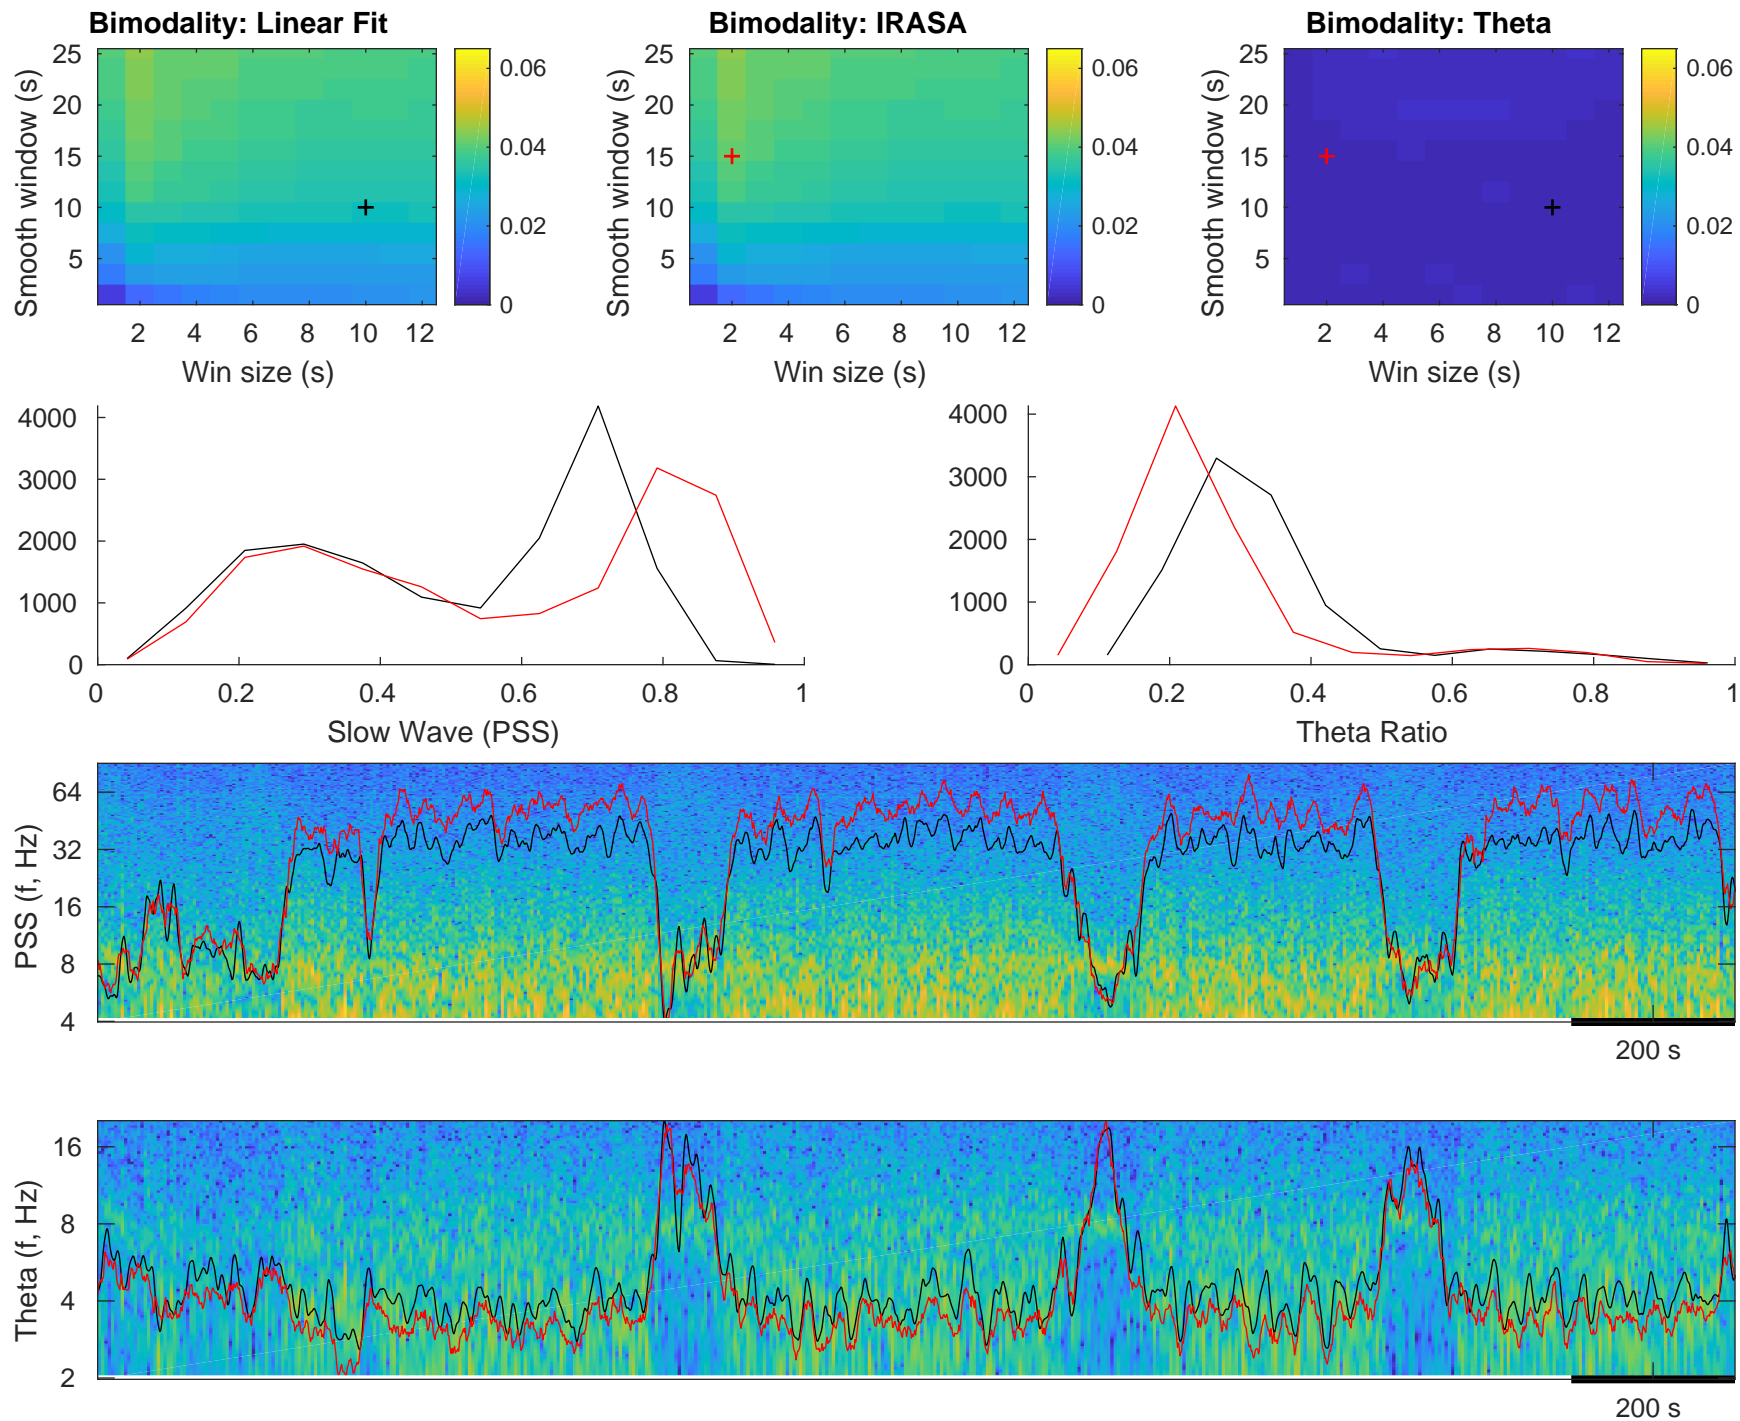 Bimodality: Linear Fit
Bimodality: IRASA
Bimodality: Theta
Smooth window (s)
25
20
15
10
5
2 4 6 8 10 12
Win size (s)
0.06
0.04
0.02
0
Smooth window (s)
25
20
15
10
5
2 4 6 8 10 12
Win size (s)
0.06
0.04
0.02
0
Smooth window (s)
25
20
15
10
5
2 4 6 8 10 12
Win size (s)
0.06
0.04
0.02
0
4000
3000
2000
1000
0
0 0.2 0.4 0.6 0.8 1
Slow Wave (PSS)
4000
3000
2000
1000
0
0 0.2 0.4 0.6 0.8 1
Theta Ratio
PSS (f, Hz)
64
32
16
8
4
200 s
Theta (f, Hz)
16
8
4
2
200 s